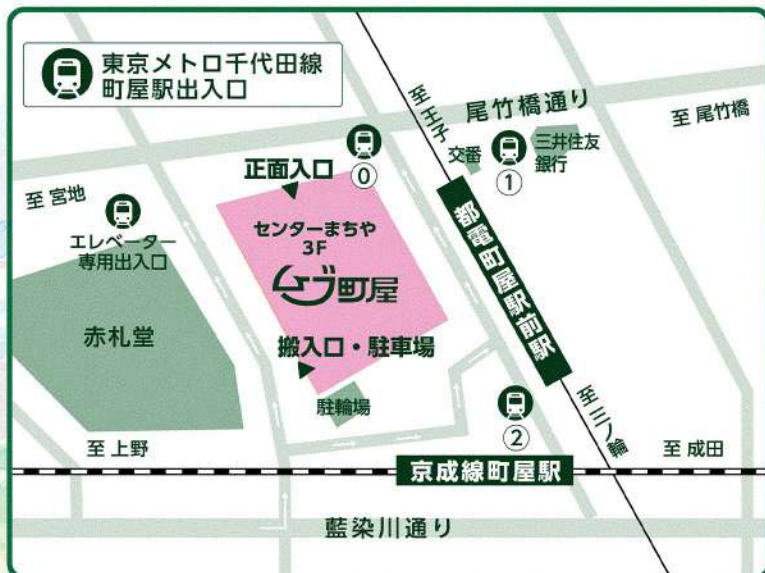 東京メトロ千代田線
町屋駅出入口
至 王子
尾竹橋通り
至 尾竹橋
交番
三井住友
銀行
⓪
①
正面入口
至 宮地
エレベーター
専用出入口
センターまちや
3F
ムーブ町屋
都電町屋駅前駅
赤札堂
搬入口・駐車場
駐輪場
②
至 三ノ輪
至 上野
至 成田
京成線町屋駅
藍染川通り